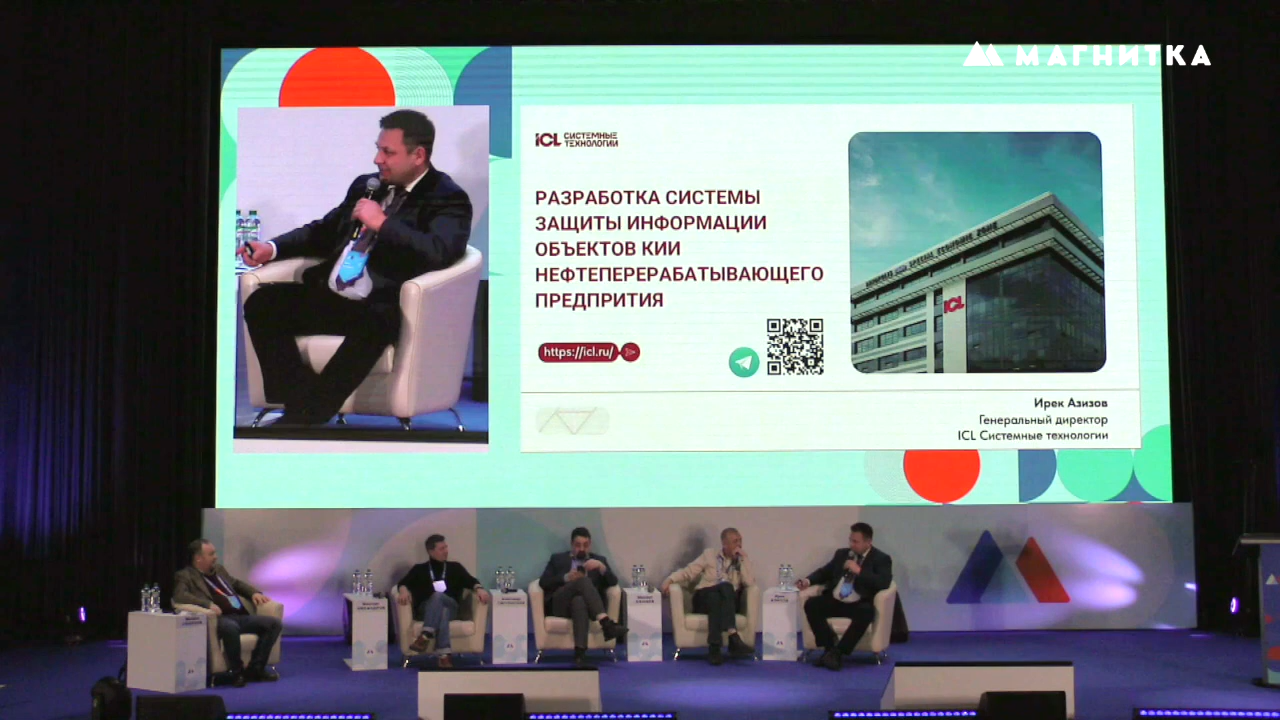 МАГНИТКА
ICL СИСТЕМНЫЕ
ТЕХНОЛОГИИ
РАЗРАБОТКА СИСТЕМЫ
ЗАЩИТЫ ИНФОРМАЦИИ
ОБЪЕКТОВ КИИ
НЕФТЕПЕРЕРАБАТЫВАЮЩЕГО
ПРЕДПРИТИЯ
https://icl.ru/
ICL
Ирек Азизов
Генеральный директор
ICL Системные технологии